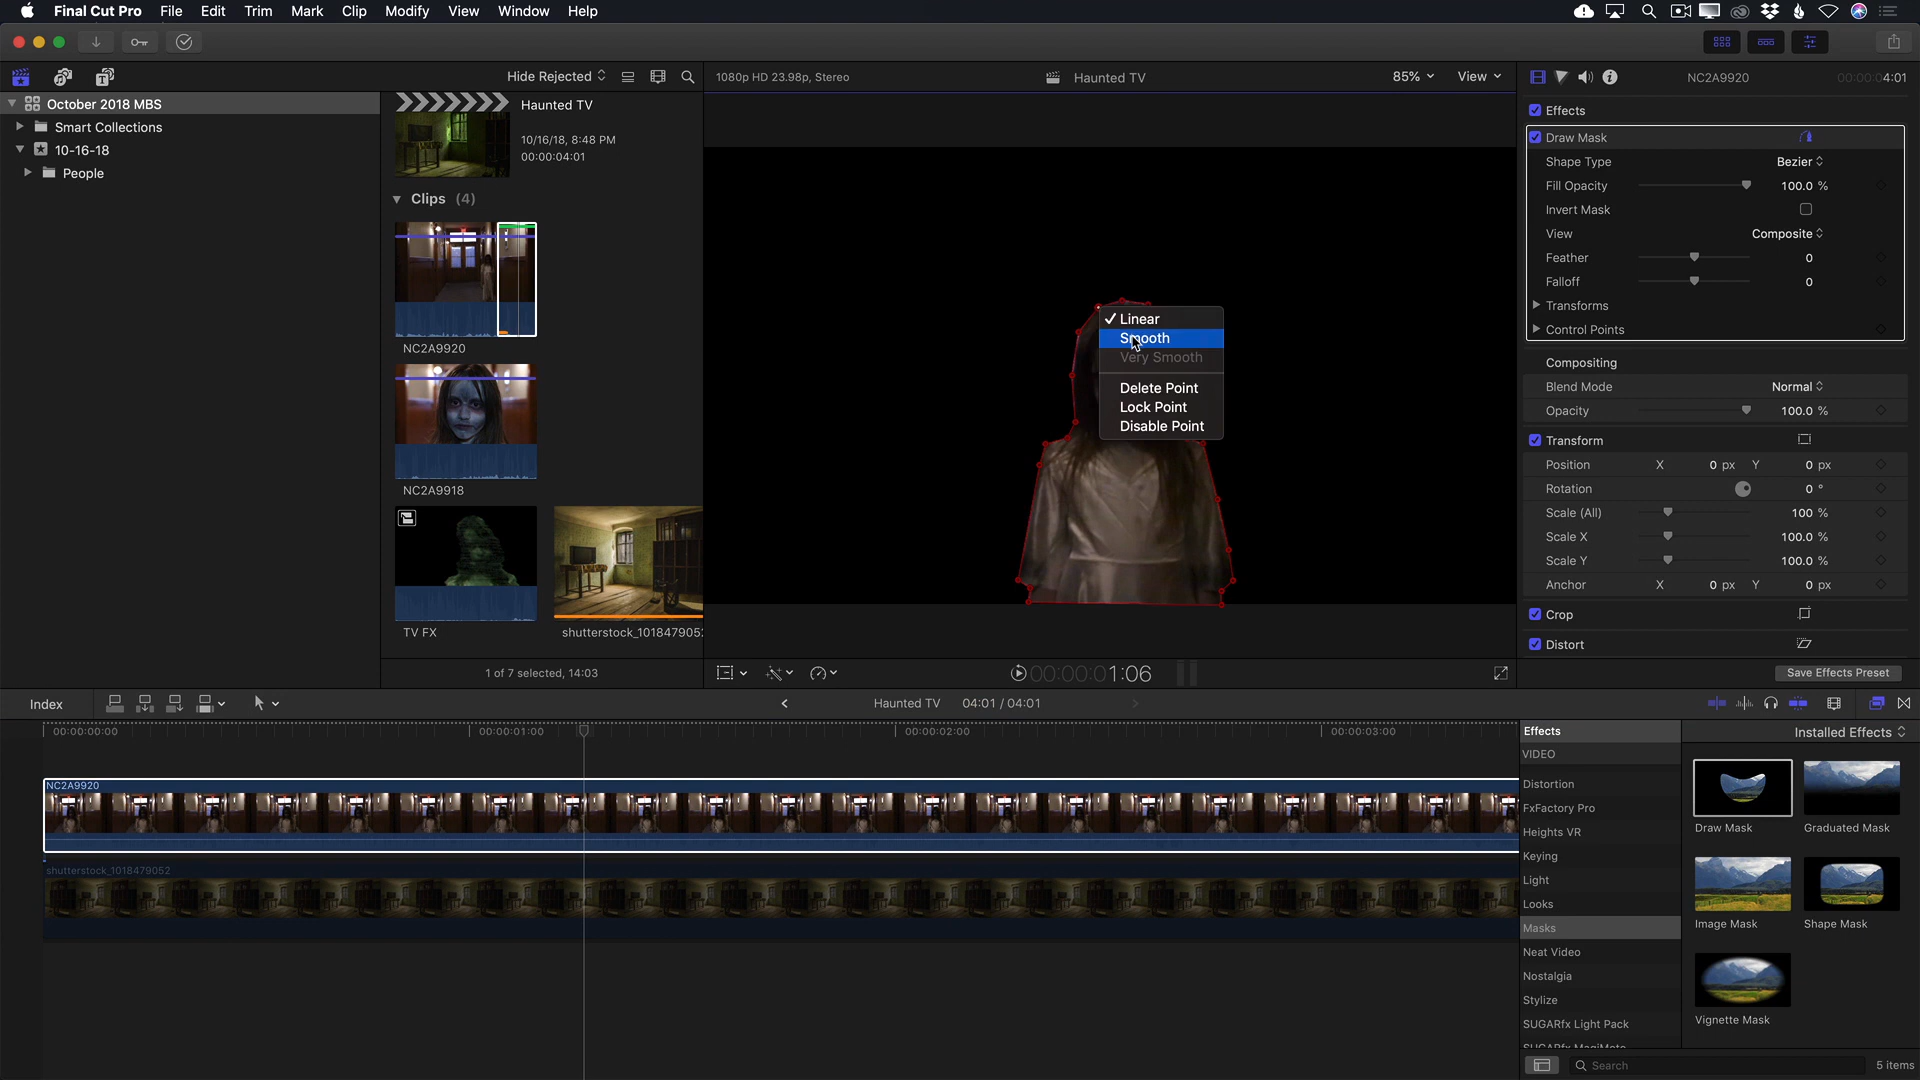 Final Cut Pro File Edit Trim Mark Clip Modify View Window Help
Hide Rejected
1080p HD 23.98p, Stereo
Haunted TV
85%
View
NC2A9920
00:00:04:01
October 2018 MBS
Smart Collections
10-16-18
People
Haunted TV
10/16/18, 8:48 PM
00:00:04:01
Clips (4)
NC2A9920
NC2A9918
TV FX
shutterstock_1018479052
1 of 7 selected, 14:03
Linear
Smooth
Very Smooth
Delete Point
Lock Point
Disable Point
00:00:01:06
Effects
Draw Mask
Shape Type Bezier
Fill Opacity 100.0 %
Invert Mask
View Composite
Feather 0
Falloff 0
Transforms
Control Points
Compositing
Blend Mode Normal
Opacity 100.0 %
Transform
Position X 0 px Y 0 px
Rotation 0 °
Scale (All) 100 %
Scale X 100.0 %
Scale Y 100.0 %
Anchor X 0 px Y 0 px
Crop
Distort
Save Effects Preset
Index
Haunted TV 04:01 / 04:01
00:00:00:00 00:00:01:00 00:00:02:00 00:00:03:00
NC2A9920
shutterstock_1018479052
Effects
VIDEO
Distortion
FxFactory Pro
Heights VR
Keying
Light
Looks
Masks
Neat Video
Nostalgia
Stylize
SUGARfx Light Pack
Installed Effects
Draw Mask
Graduated Mask
Image Mask
Shape Mask
Vignette Mask
Search
5 items